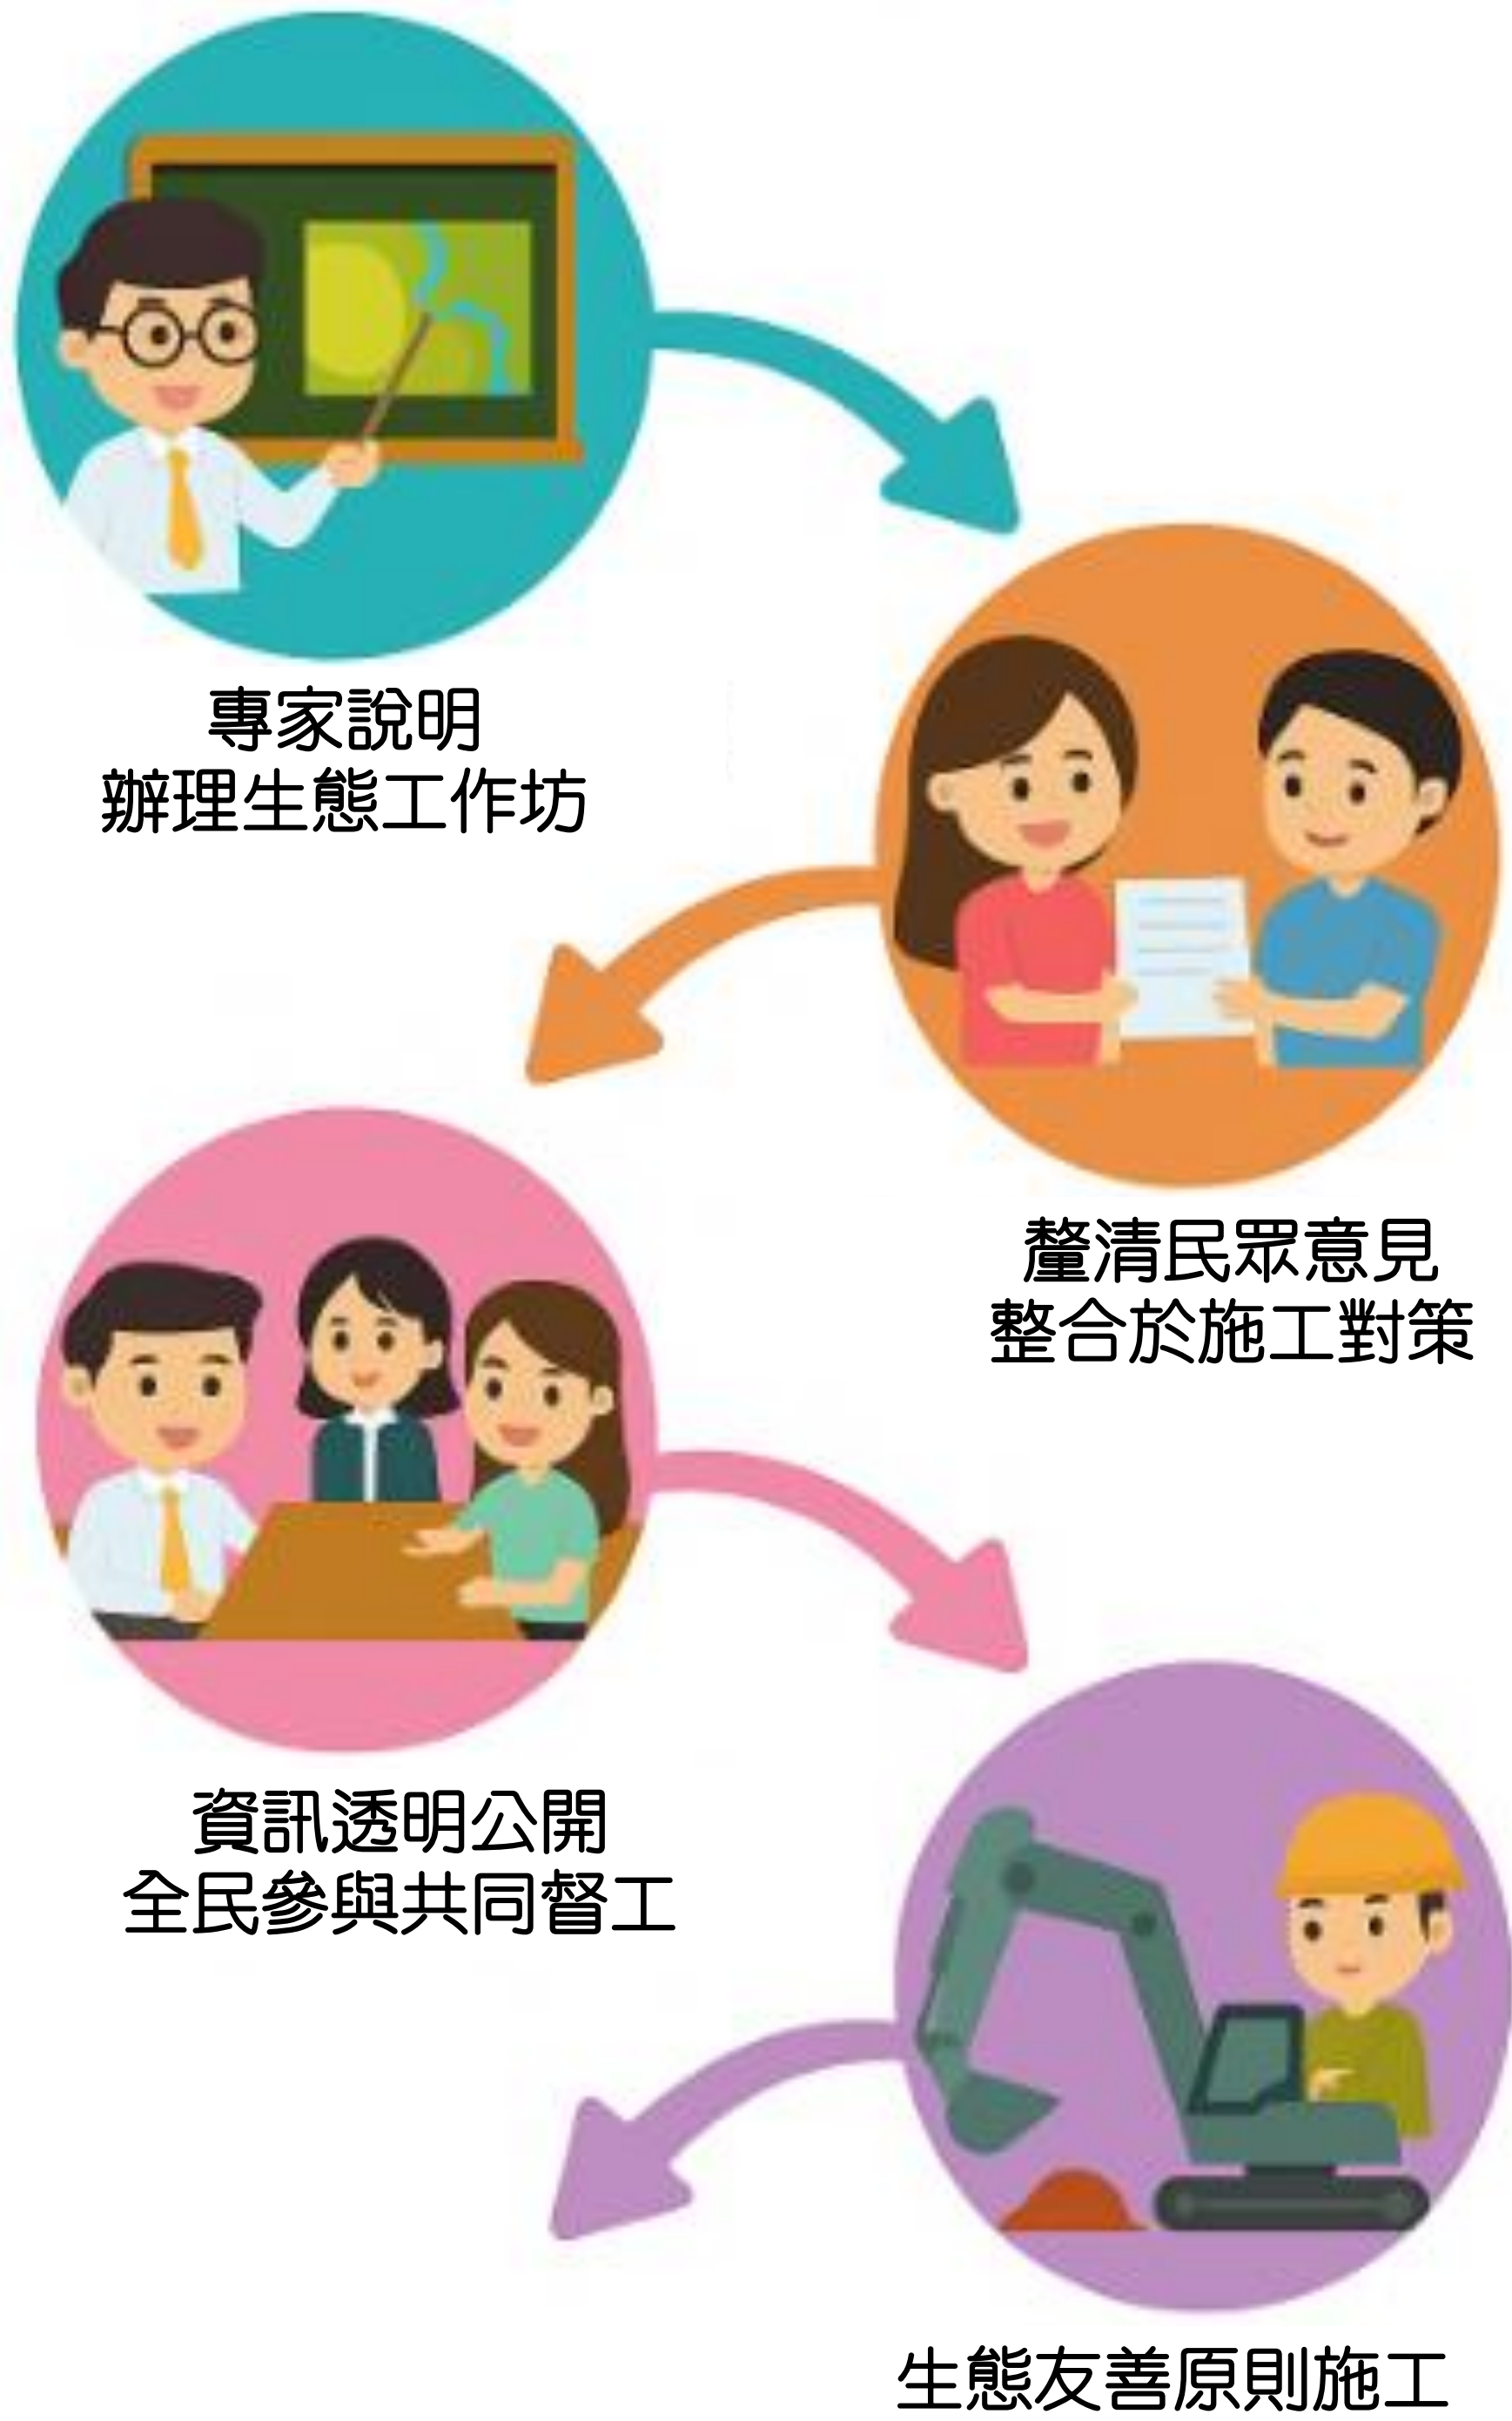 專家說明
辦理生態工作坊
釐清民眾意見
整合於施工對策
資訊透明公開
全民參與共同督工
生態友善原則施工